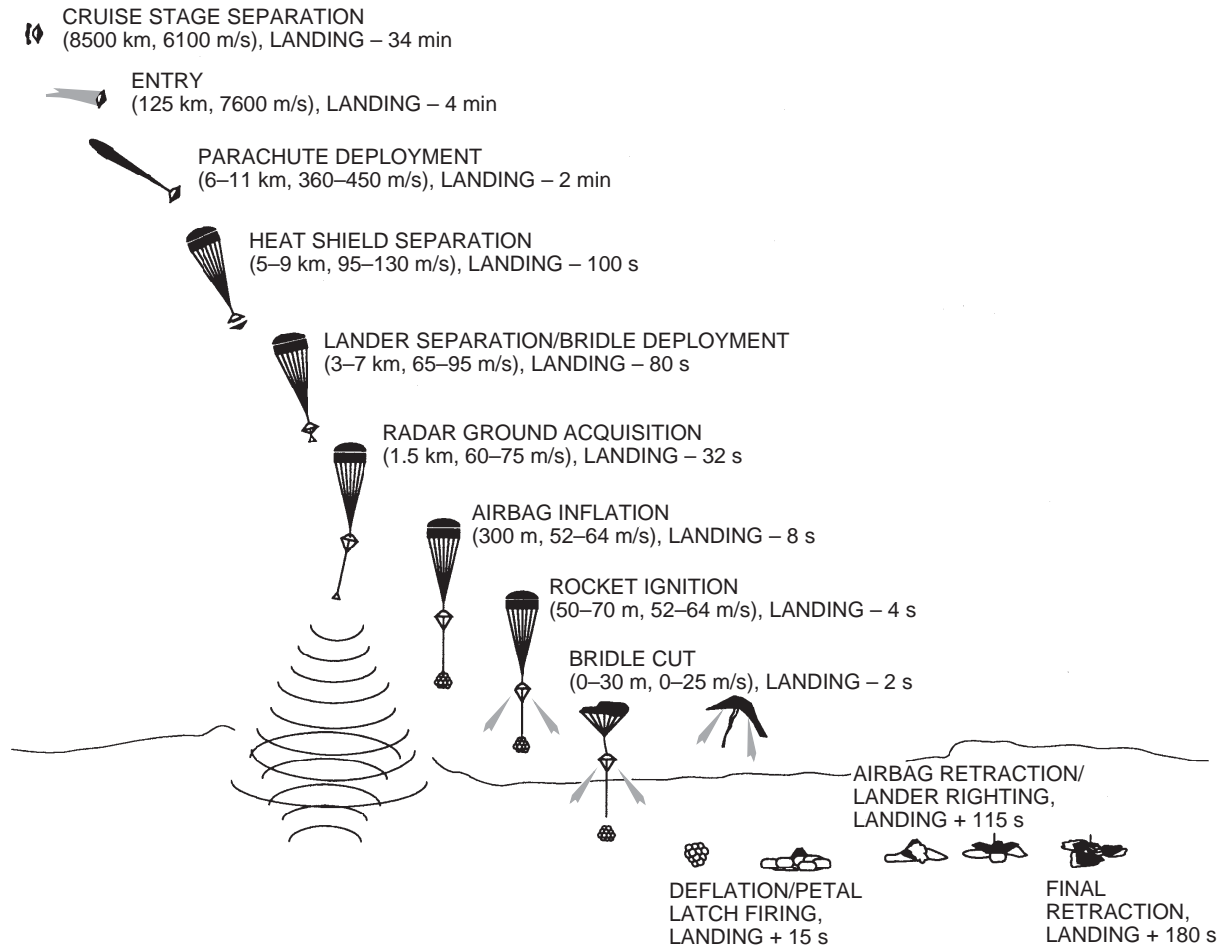 CRUISE STAGE SEPARATION
(8500 km, 6100 m/s), LANDING – 34 min
ENTRY
(125 km, 7600 m/s), LANDING – 4 min
PARACHUTE DEPLOYMENT
(6–11 km, 360–450 m/s), LANDING – 2 min
HEAT SHIELD SEPARATION
(5–9 km, 95–130 m/s), LANDING – 100 s
LANDER SEPARATION/BRIDLE DEPLOYMENT
(3–7 km, 65–95 m/s), LANDING – 80 s
RADAR GROUND ACQUISITION
(1.5 km, 60–75 m/s), LANDING – 32 s
AIRBAG INFLATION
(300 m, 52–64 m/s), LANDING – 8 s
ROCKET IGNITION
(50–70 m, 52–64 m/s), LANDING – 4 s
BRIDLE CUT
(0–30 m, 0–25 m/s), LANDING – 2 s
AIRBAG RETRACTION/
LANDER RIGHTING,
LANDING + 115 s
DEFLATION/PETAL
LATCH FIRING,
LANDING + 15 s
FINAL
RETRACTION,
LANDING + 180 s